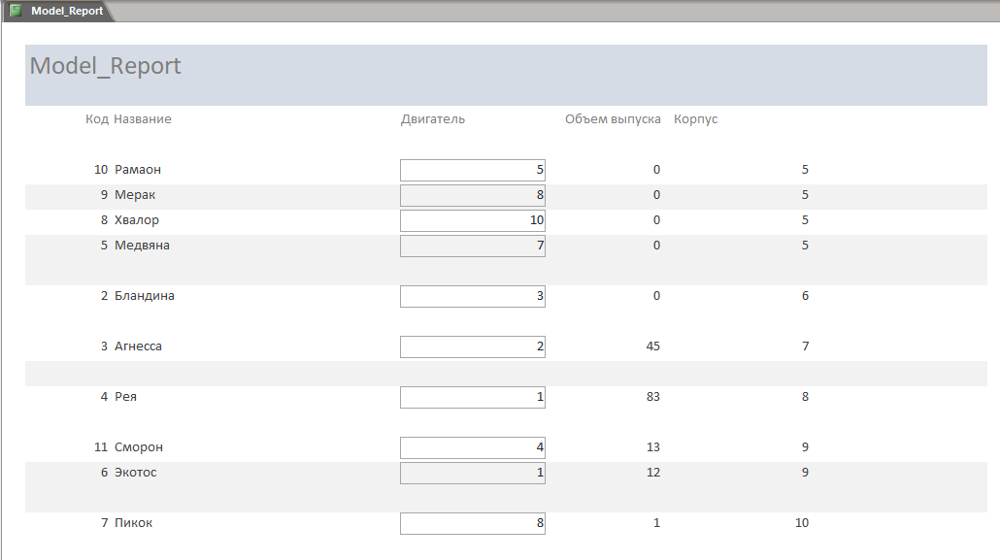 Model_Report
Model_Report
Код Название Двигатель Объем выпуска Корпус
10 Рамаон 5 0 5
9 Мерак 8 0 5
8 Хвалор 10 0 5
5 Медвяна 7 0 5
2 Бландина 3 0 6
3 Агнесса 2 45 7
4 Рея 1 83 8
11 Сморон 4 13 9
6 Экотос 1 12 9
7 Пикок 8 1 10